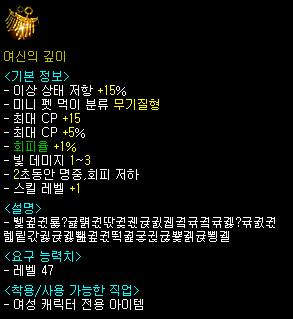 여신의 깊이
<기본 정보>
- 이상 상태 저항 +15%
- 미니 펫 먹이 분류 무기질형
- 최대 CP +15
- 최대 CP +5%
- 회피율 +1%
- 빛 데미지 1~3
- 2초동안 명중,회피 저하
- 스킬 레벨 +1
<설명>
<요구 능력치>
- 레벨 47
<착용/사용 가능한 직업>
- 여성 캐릭터 전용 아이템